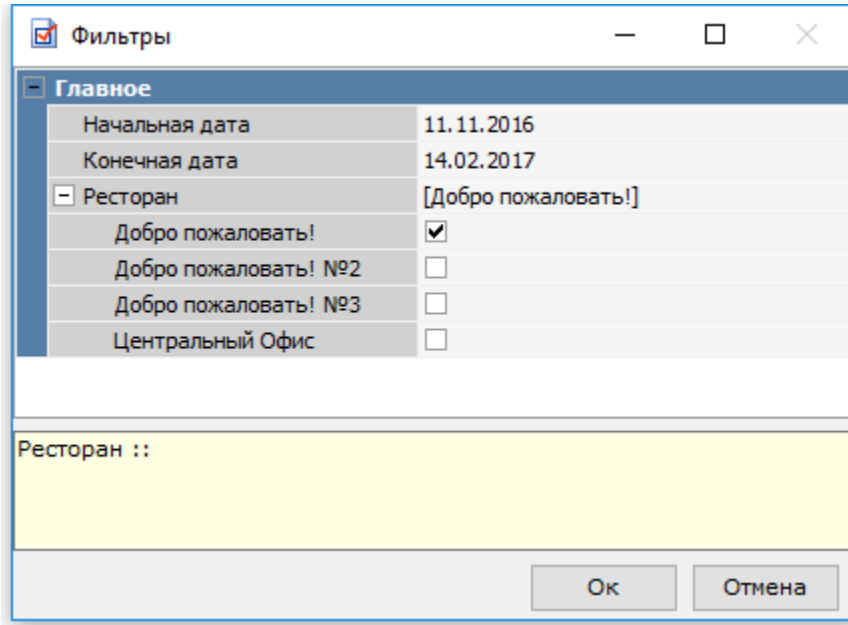 Фильтры
Главное
Начальная дата 11.11.2016
Конечная дата 14.02.2017
Ресторан [Добро пожаловать!]
Добро пожаловать!
Добро пожаловать! №2
Добро пожаловать! №3
Центральный Офис
Ресторан ::
Ок Отмена